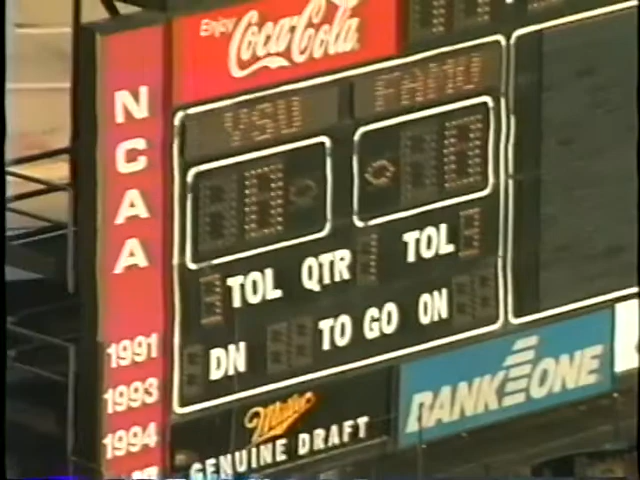 Enjoy
Coca-Cola
NCAA
1991
1993
1994
VSU FAMU
TOL QTR TOL
DN TO GO ON
Miller
GENUINE DRAFT
BANK ONE